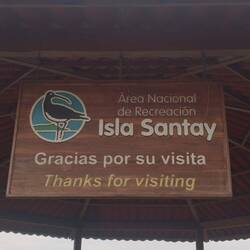 Área Nacional
de Recreación
Isla Santay
Gracias por su visita
Thanks for visiting